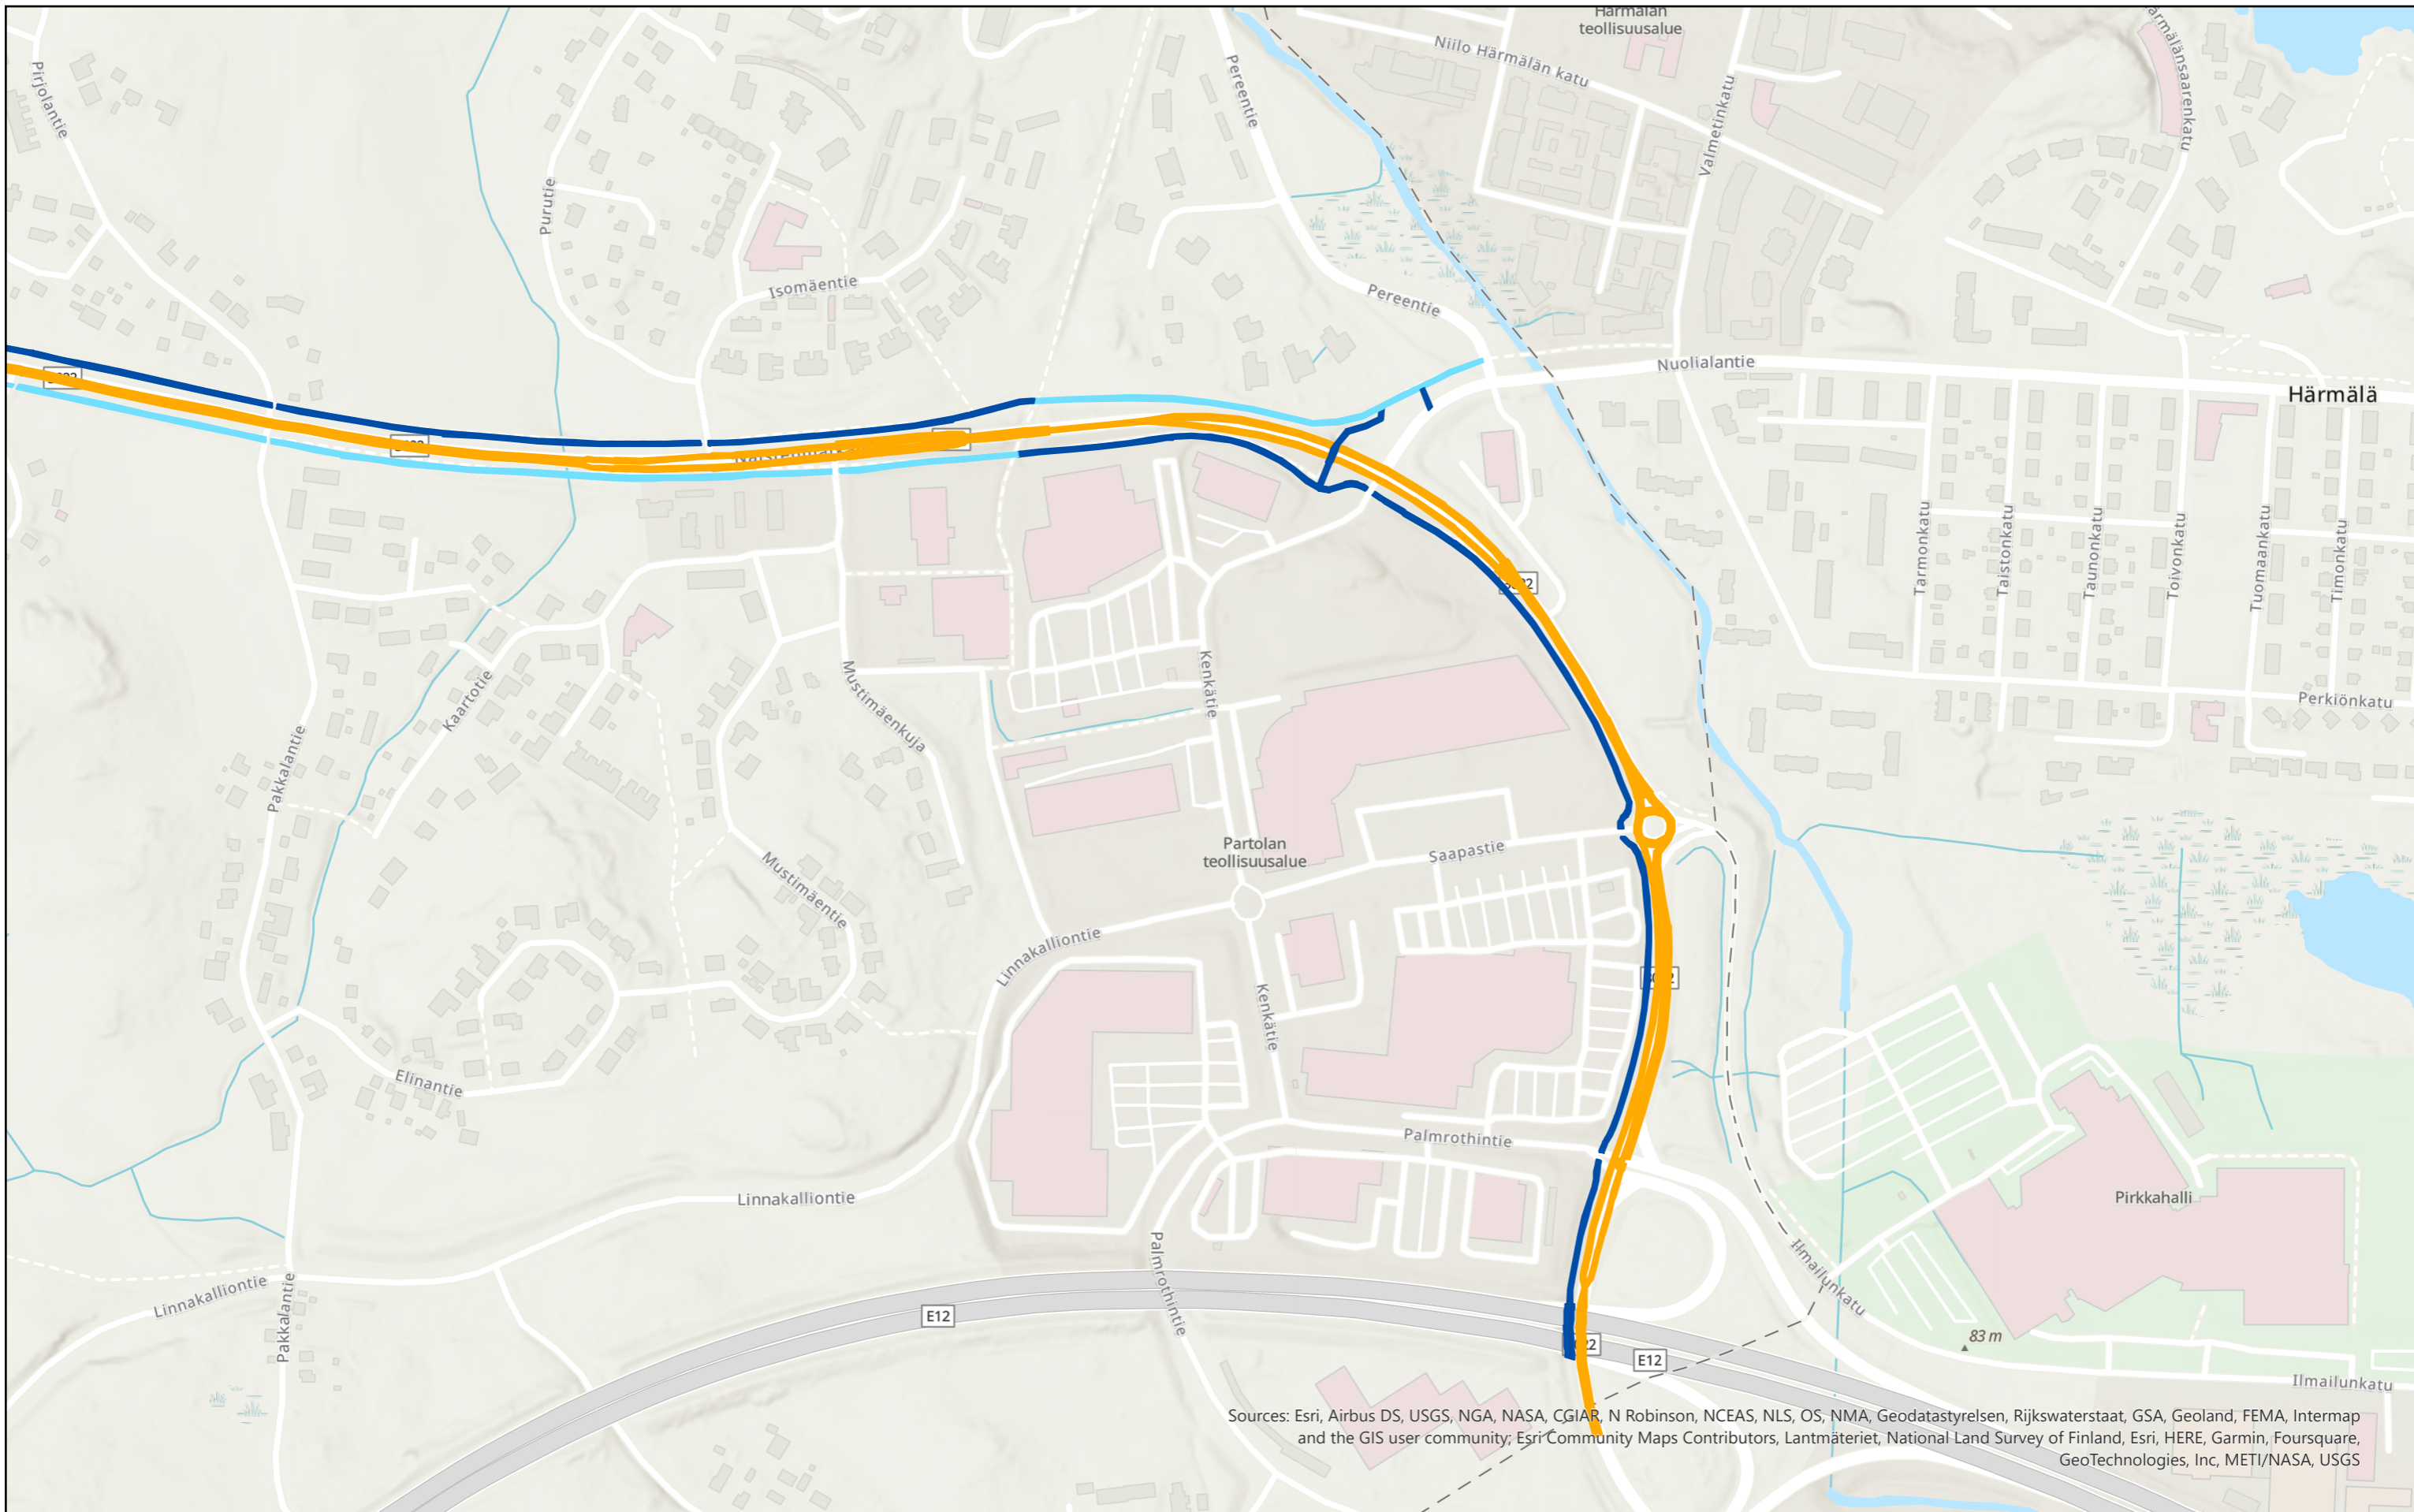 Härmälän
teollisuusalue
Niilo Härmälän katu
Pereentie
Pirjolantie
Valmetinkatu
Purutie
Isomäentie
Pereentie
Nuolialantie
Härmälä
Tarmonkatu
Taistonkatu
Taunonkatu
Toivonkatu
Tuomaankatu
Timonkatu
Kenkätie
Kaartotie
Mustimäenkuja
Perkiönkatu
Pakkalantie
Partolan
teollisuusalue
Saapastie
Mustimäentie
Linnakalliontie
Kenkätie
Elinantie
Palmrothintie
Linnakalliontie
Pirkkahalli
Palmrothintie
Ilmailunkatu
Linnakalliontie
Pakkalantie
E12
83 m
E12
Ilmailunkatu
Sources: Esri, Airbus DS, USGS, NGA, NASA, CGIAR, N Robinson, NCEAS, NLS, OS, NMA, Geodatastyrelsen, Rijkswaterstaat, GSA, Geoland, FEMA, Intermap
and the GIS user community; Esri Community Maps Contributors, Lantmäteriet, National Land Survey of Finland, Esri, HERE, Garmin, Foursquare,
GeoTechnologies, Inc, METI/NASA, USGS